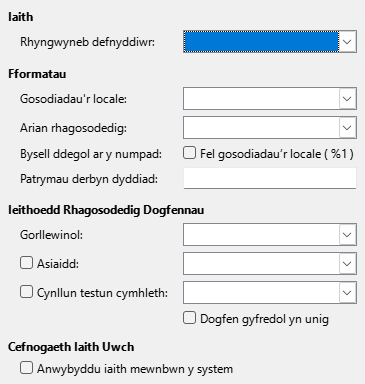 Iaith
Rhyngwyneb defnyddiwr:
Fformatau
Gosodiadau'r locale:
Arian rhagosodedig:
Bysell ddegol ar y numpad: Fel gosodiadau'r locale ( %1 )
Patrymau derbyn dyddiad:
Ieithoedd Rhagosodedig Dogfennau
Gorllewinol:
Asiaidd:
Cynllun testun cymhleth:
Dogfen gyfredol yn unig
Cefnogaeth Iaith Uwch
Anwybyddu iaith mewnbwn y system